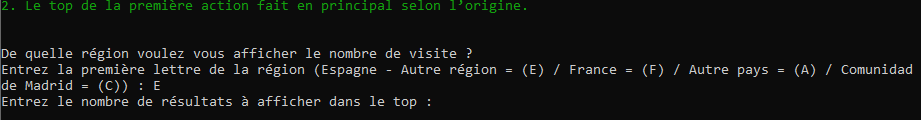 2. Le top de la première action fait en principal selon l’origine.
De quelle région voulez vous afficher le nombre de visite ?
Entrez la première lettre de la région (Espagne - Autre région = (E) / France = (F) / Autre pays = (A) / Comunidad
de Madrid = (C)) : E
Entrez le nombre de résultats à afficher dans le top :